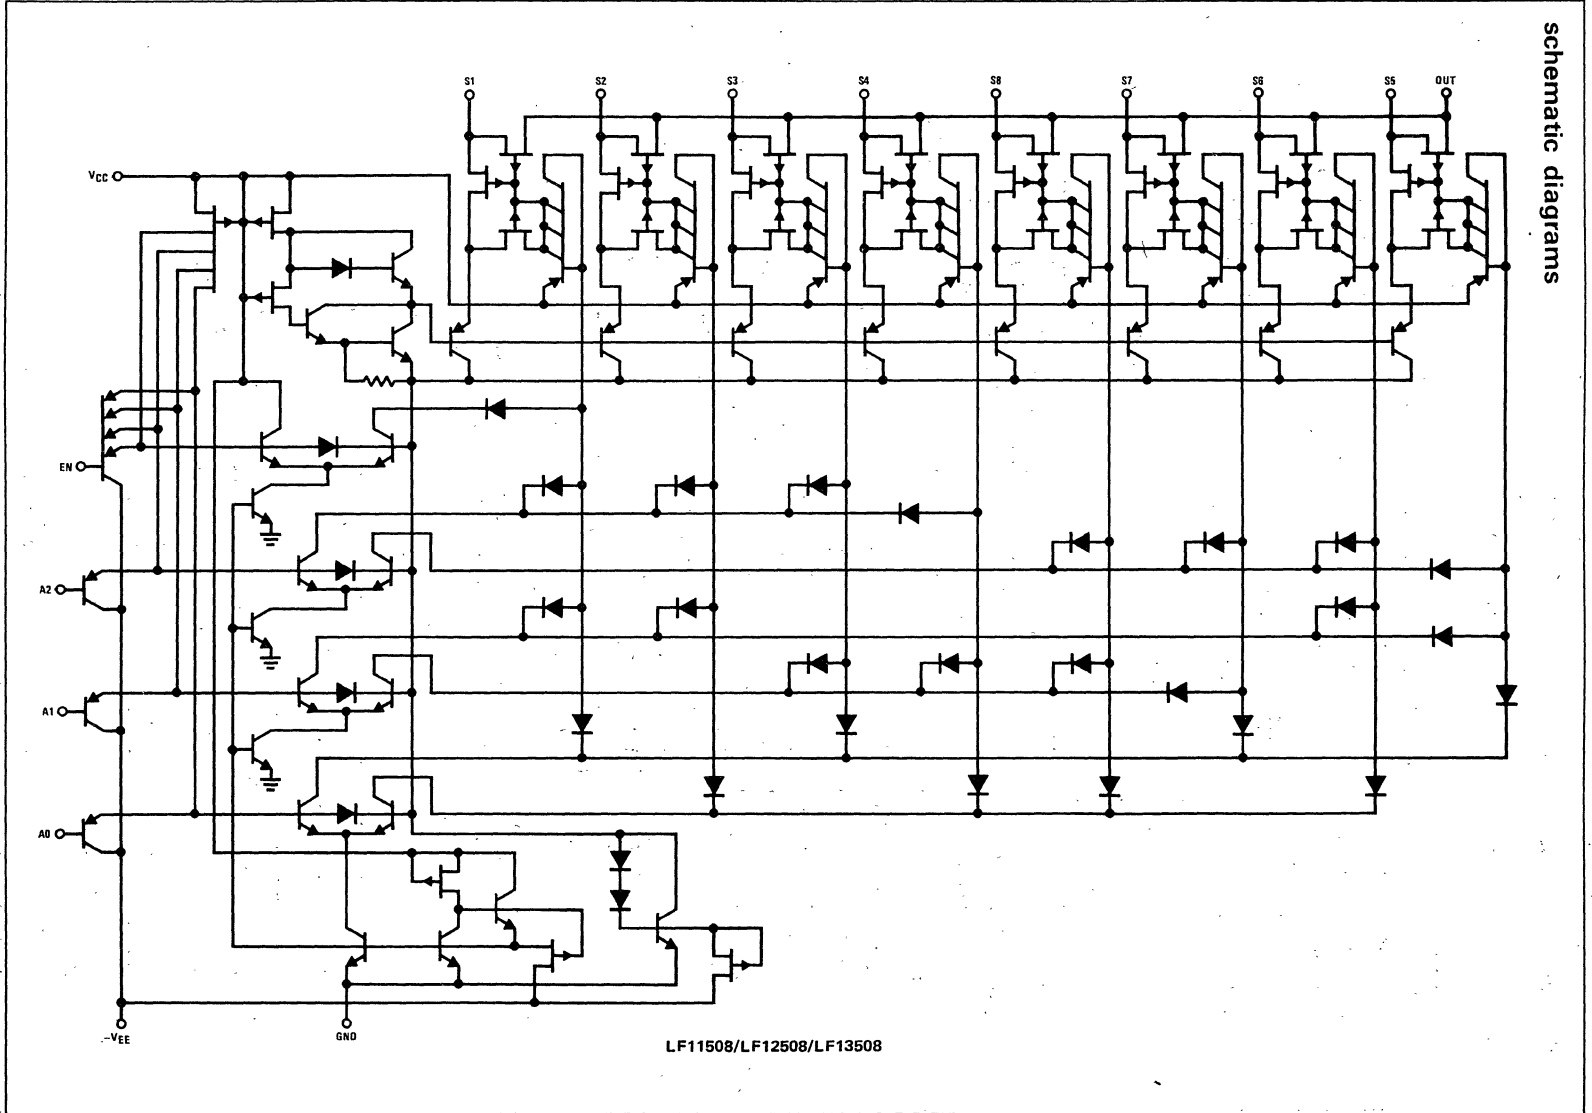 schematic diagrams
S1 S2 S3 S4 S8 S7 S6 S5 OUT
VCC
EN
A2
A1
A0
-VEE
GND
LF11508/LF12508/LF13508